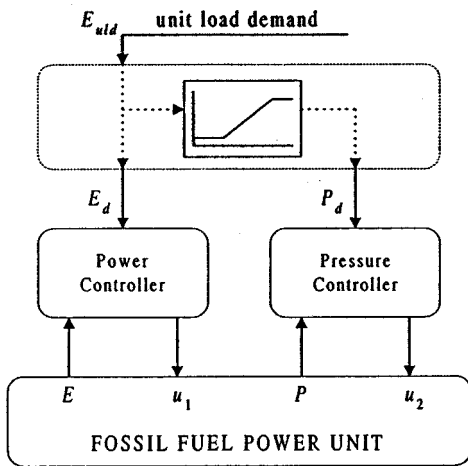 E_uld unit load demand
E_d
P_d
Power
Controller
Pressure
Controller
E u_1 P u_2
FOSSIL FUEL POWER UNIT